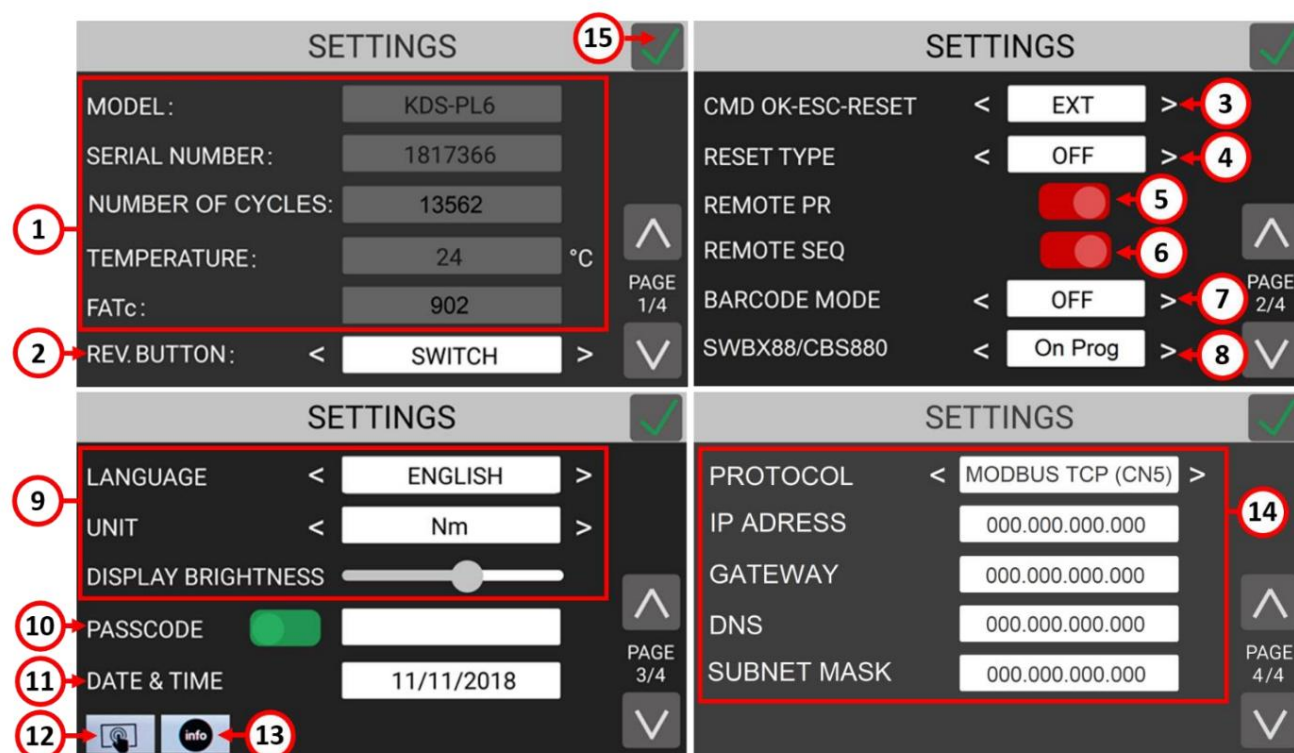 SETTINGS 15
MODEL: KDS-PL6
SERIAL NUMBER: 1817366
NUMBER OF CYCLES: 13562
1
TEMPERATURE: 24 °C
FATc: 902
PAGE
1/4
2 REV. BUTTON: < SWITCH >
SETTINGS
CMD OK-ESC-RESET < EXT > 3
RESET TYPE < OFF > 4
REMOTE PR 5
REMOTE SEQ 6
BARCODE MODE < OFF > 7
PAGE
2/4
SWBX88/CBS880 < On Prog > 8
SETTINGS
LANGUAGE < ENGLISH >
9
UNIT < Nm >
DISPLAY BRIGHTNESS
10 PASSCODE
PAGE
3/4
11 DATE & TIME 11/11/2018
12 info 13
SETTINGS
PROTOCOL < MODBUS TCP (CN5) >
14
IP ADRESS 000.000.000.000
GATEWAY 000.000.000.000
DNS 000.000.000.000
SUBNET MASK 000.000.000.000
PAGE
4/4